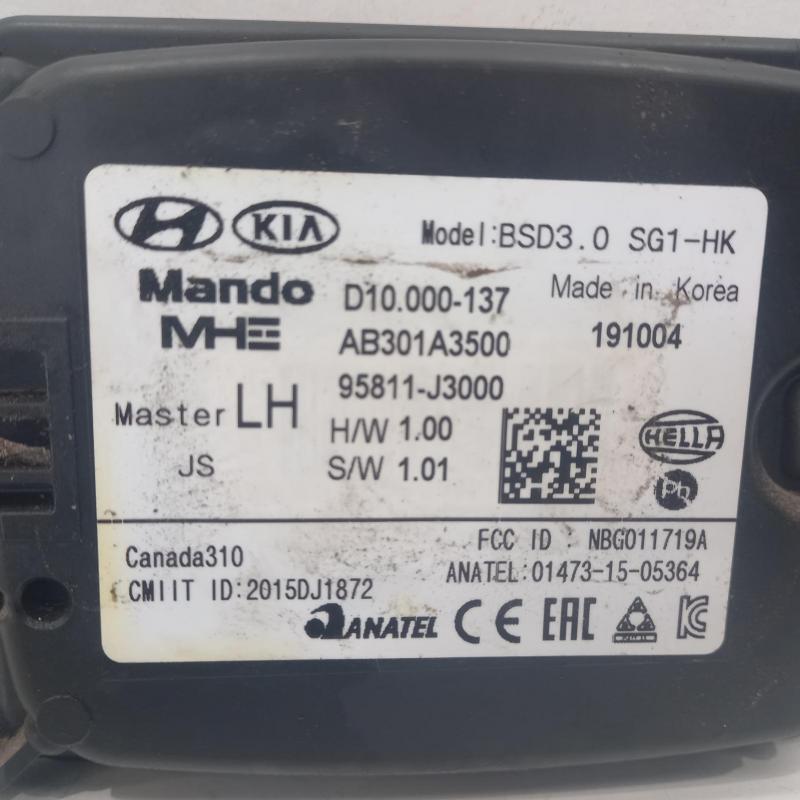 KIA
Model:BSD3.0 SG1-HK
Mando D10.000-137 Made in Korea
MHE AB301A3500 191004
Master LH 95811-J3000
H/W 1.00
HELLA
JS S/W 1.01
Pb
Canada310 FCC ID : NBG011719A
CMIIT ID:2015DJ1872 ANATEL:01473-15-05364
ANATEL CE EAC KC